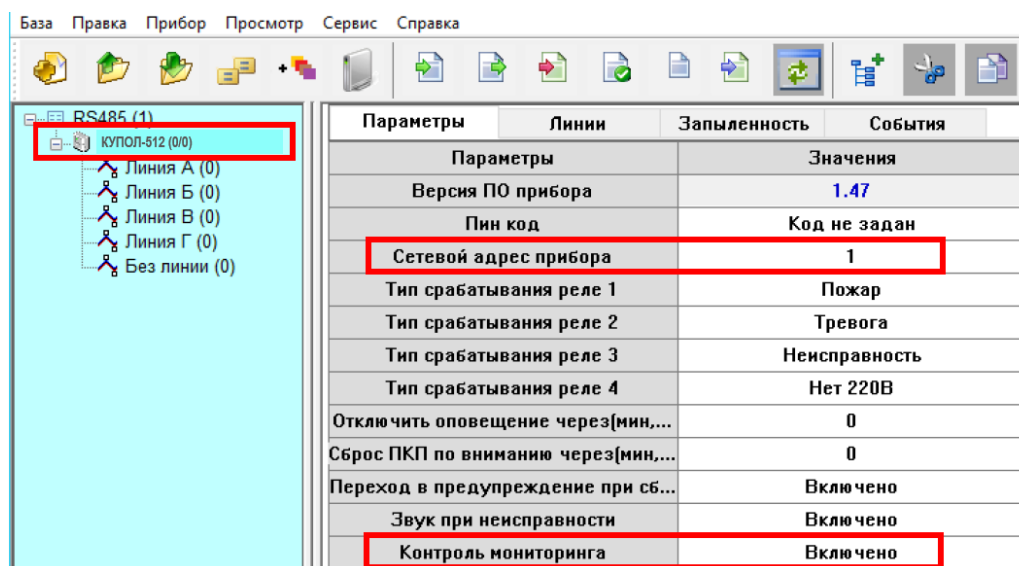 База Правка Прибор Просмотр Сервис Справка
RS485 (1)
КУПОЛ-512 (0/0)
Линия А (0)
Линия Б (0)
Линия В (0)
Линия Г (0)
Без линии (0)
Параметры Линии Запыленность События
Параметры Значения
Версия ПО прибора 1.47
Пин код Код не задан
Сетевой адрес прибора 1
Тип срабатывания реле 1 Пожар
Тип срабатывания реле 2 Тревога
Тип срабатывания реле 3 Неисправность
Тип срабатывания реле 4 Нет 220В
Отключить оповещение через(мин,... 0
Сброс ПКП по вниманию через(мин,... 0
Переход в предупреждение при сб... Включено
Звук при неисправности Включено
Контроль мониторинга Включено